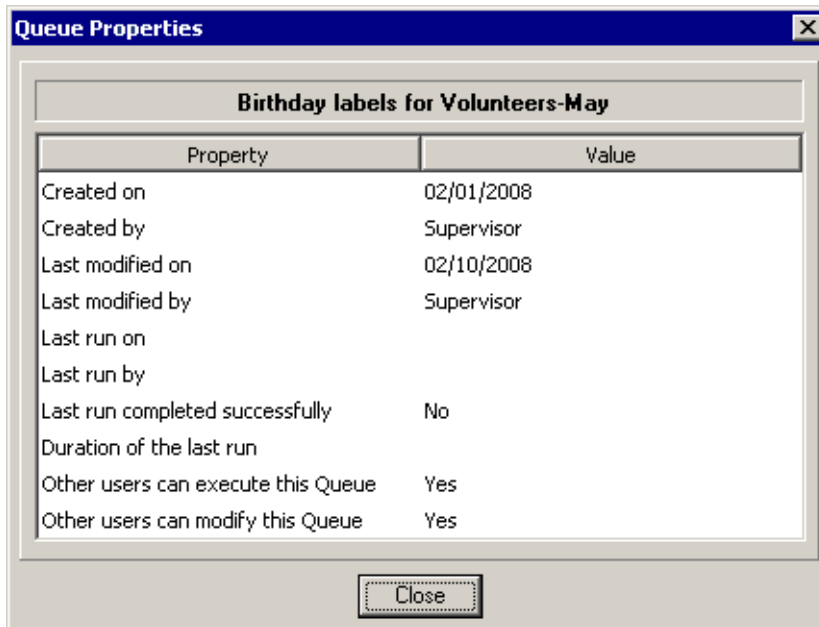 Queue Properties
Birthday labels for Volunteers-May
Property Value
Created on 02/01/2008
Created by Supervisor
Last modified on 02/10/2008
Last modified by Supervisor
Last run on
Last run by
Last run completed successfully No
Duration of the last run
Other users can execute this Queue Yes
Other users can modify this Queue Yes
Close